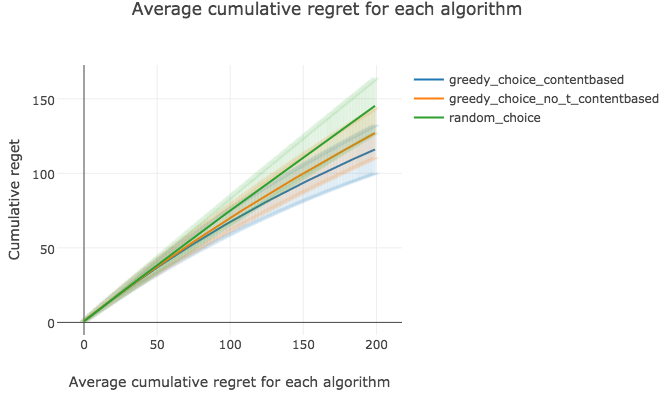 Average cumulative regret for each algorithm
greedy_choice_contentbased
greedy_choice_no_t_contentbased
random_choice
Cumulative reget
150
100
50
0
0 50 100 150 200
Average cumulative regret for each algorithm